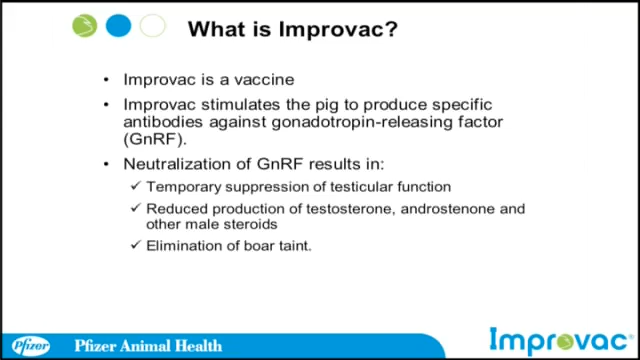 What is Improvac?
• Improvac is a vaccine
• Improvac stimulates the pig to produce specific
antibodies against gonadotropin-releasing factor
(GnRF).
• Neutralization of GnRF results in:
✓ Temporary suppression of testicular function
✓ Reduced production of testosterone, androstenone and
other male steroids
✓ Elimination of boar taint.
Pfizer Pfizer Animal Health
Improvac